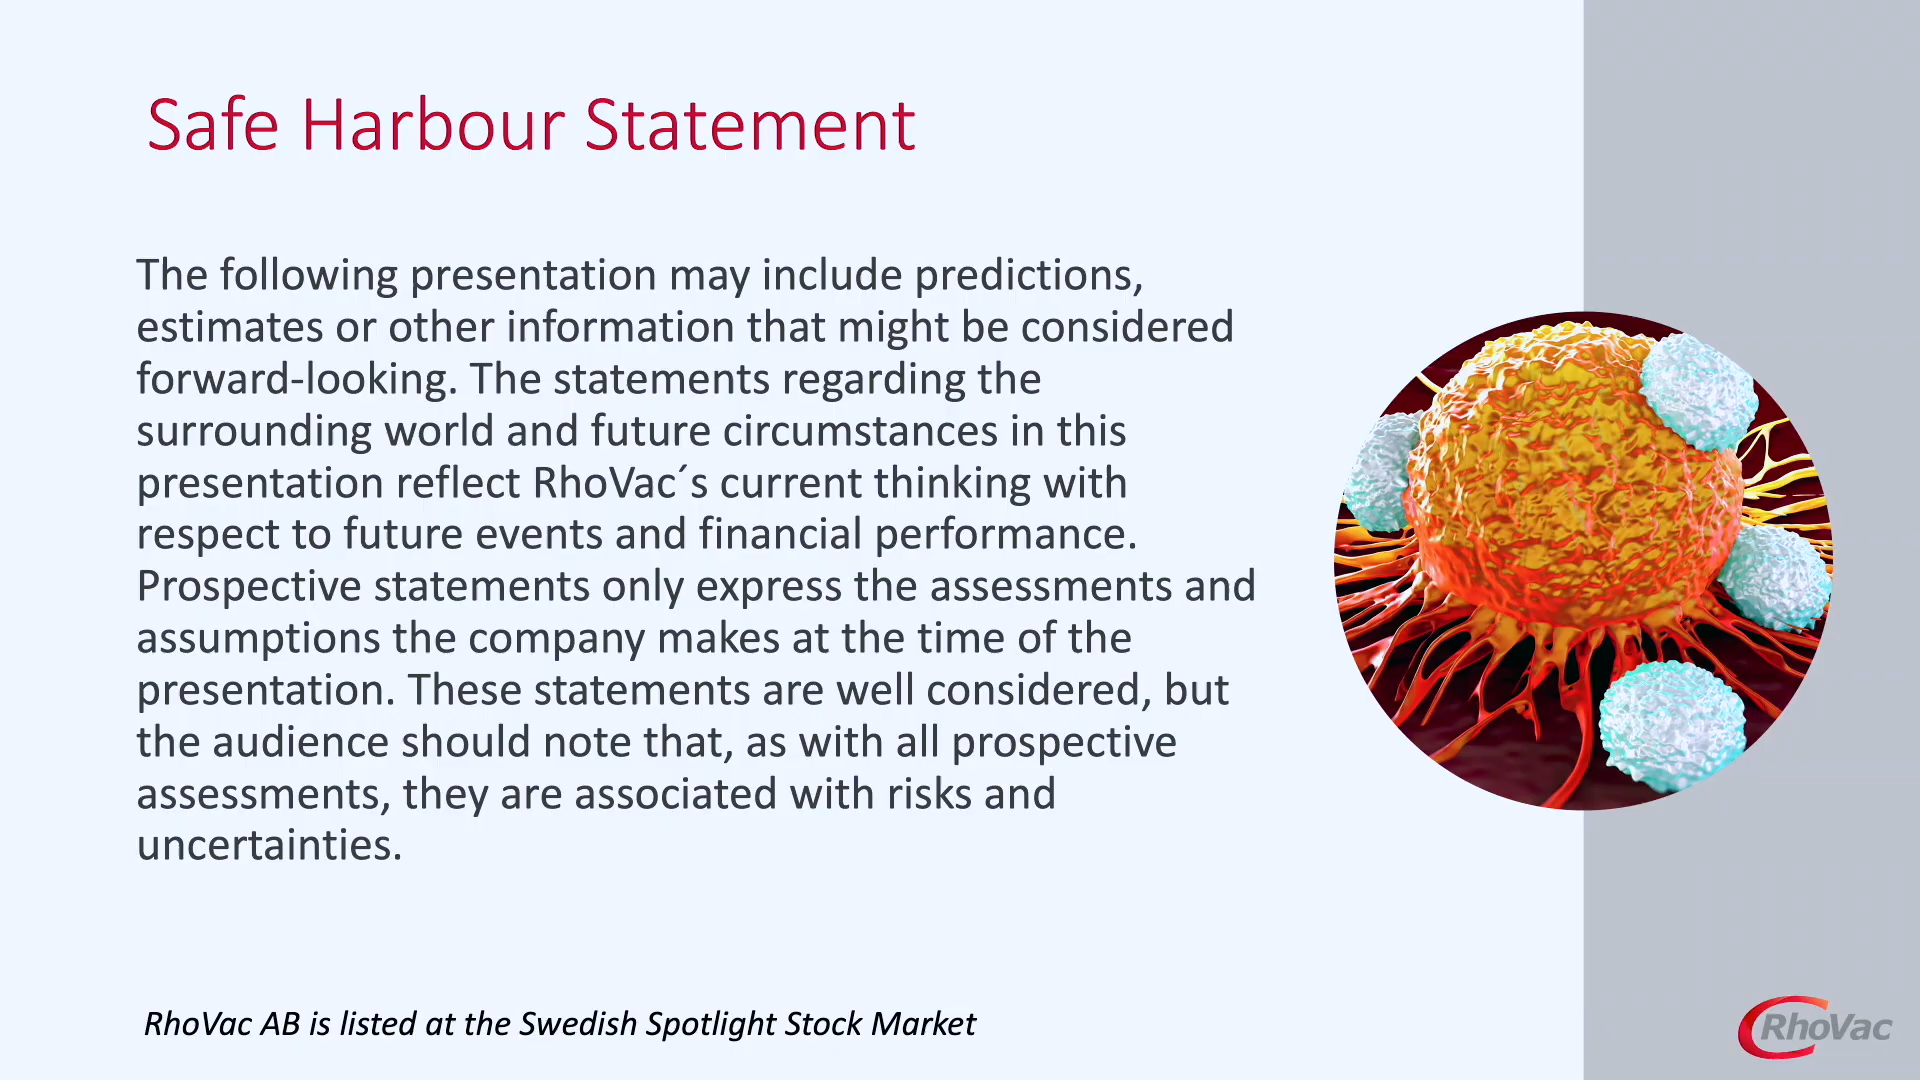 Safe Harbour Statement
The following presentation may include predictions,
estimates or other information that might be considered
forward-looking. The statements regarding the
surrounding world and future circumstances in this
presentation reflect RhoVac´s current thinking with
respect to future events and financial performance.
Prospective statements only express the assessments and
assumptions the company makes at the time of the
presentation. These statements are well considered, but
the audience should note that, as with all prospective
assessments, they are associated with risks and
uncertainties.
RhoVac AB is listed at the Swedish Spotlight Stock Market
RhoVac